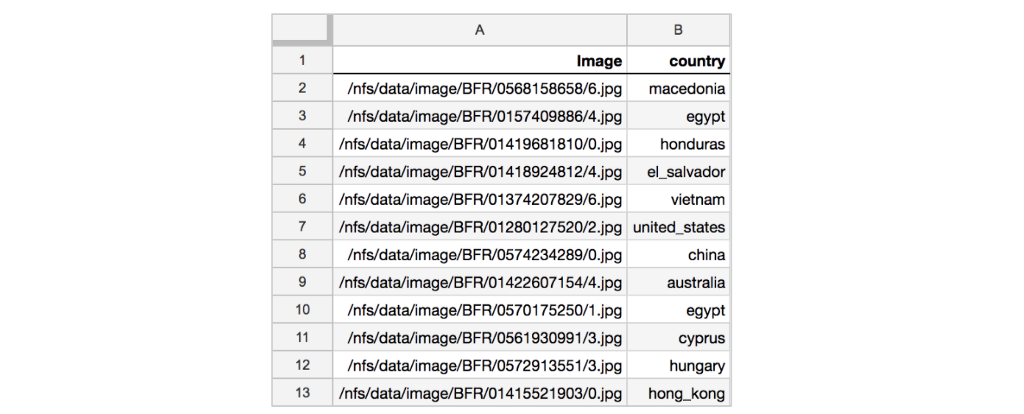 A B
1 Image country
2 /nfs/data/image/BFR/0568158658/6.jpg macedonia
3 /nfs/data/image/BFR/0157409886/4.jpg egypt
4 /nfs/data/image/BFR/01419681810/0.jpg honduras
5 /nfs/data/image/BFR/01418924812/4.jpg el_salvador
6 /nfs/data/image/BFR/01374207829/6.jpg vietnam
7 /nfs/data/image/BFR/01280127520/2.jpg united_states
8 /nfs/data/image/BFR/0574234289/0.jpg china
9 /nfs/data/image/BFR/01422607154/4.jpg australia
10 /nfs/data/image/BFR/0570175250/1.jpg egypt
11 /nfs/data/image/BFR/0561930991/3.jpg cyprus
12 /nfs/data/image/BFR/0572913551/3.jpg hungary
13 /nfs/data/image/BFR/01415521903/0.jpg hong_kong